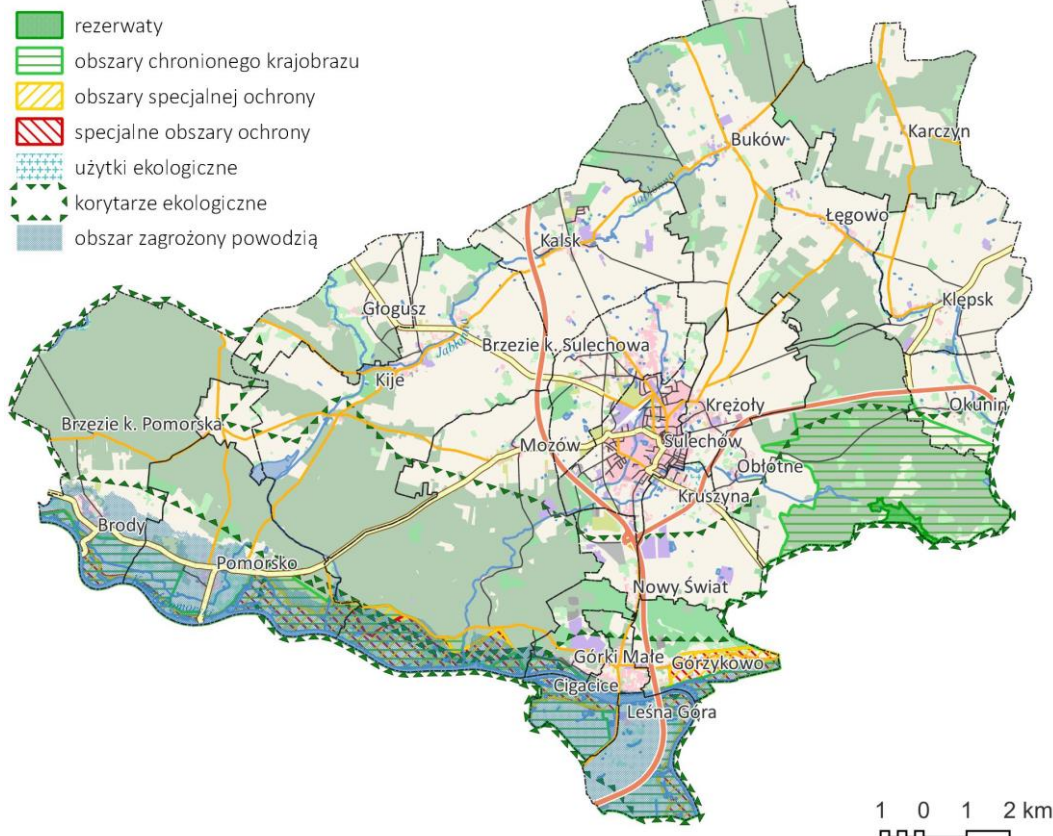 rezerwaty
obszary chronionego krajobrazu
obszary specjalnej ochrony
specjalne obszary ochrony
użytki ekologiczne
korytarze ekologiczne
obszar zagrożony powodzią
Buków
Karczyn
Jabłonna
Łęgowo
Kalsk
Klępsk
Głogusz
Brzezie k. Sulechowa
Kije
Krężoły
Okunin
Brzezie k. Pomorska
Mozów
Sulechów
Obłotne
Kruszyna
Brody
Pomorsko
Nowy Świat
Górki Małe
Górzykowo
Cigacice
Leśna Góra
1 0 1 2 km